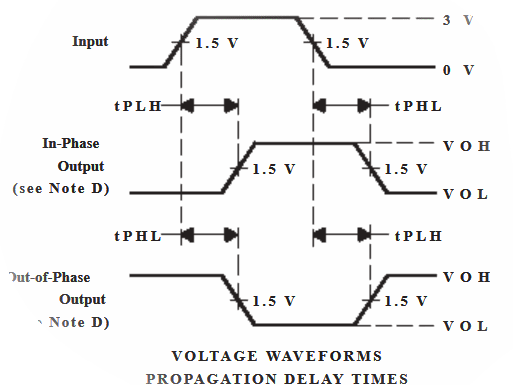 3 V
Input
1.5 V
1.5 V
0 V
tPLH
tPHL
In-Phase
VOH
Output
1.5 V
1.5 V
(see Note D)
VOL
tPHL
tPLH
Out-of-Phase
VOH
Output
1.5 V
1.5 V
Note D)
VOL
VOLTAGE WAVEFORMS
PROPAGATION DELAY TIMES